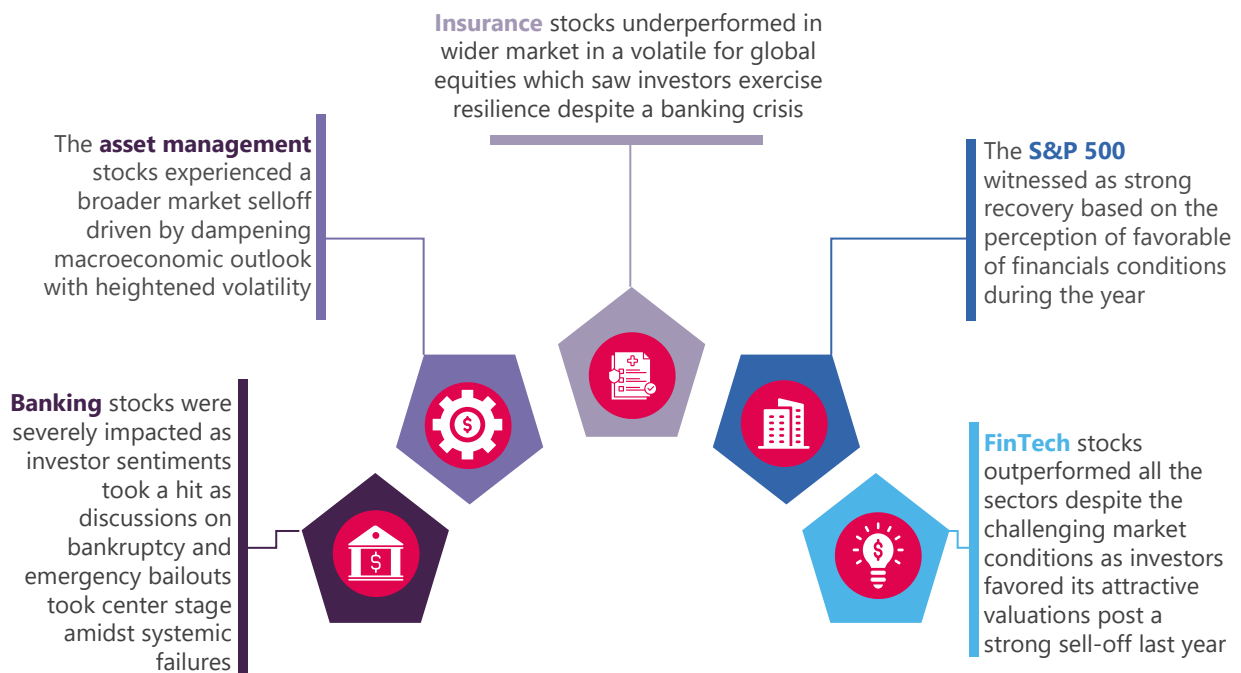 Insurance stocks underperformed in
wider market in a volatile for global
equities which saw investors exercise
resilience despite a banking crisis
The asset management
stocks experienced a
broader market selloff
driven by dampening
macroeconomic outlook
with heightened volatility
The S&P 500
witnessed as strong
recovery based on the
perception of favorable
of financials conditions
during the year
Banking stocks were
severely impacted as
investor sentiments
took a hit as
discussions on
bankruptcy and
emergency bailouts
took center stage
amidst systemic
failures
FinTech stocks
outperformed all the
sectors despite the
challenging market
conditions as investors
favored its attractive
valuations post a
strong sell-off last year
$
$
$